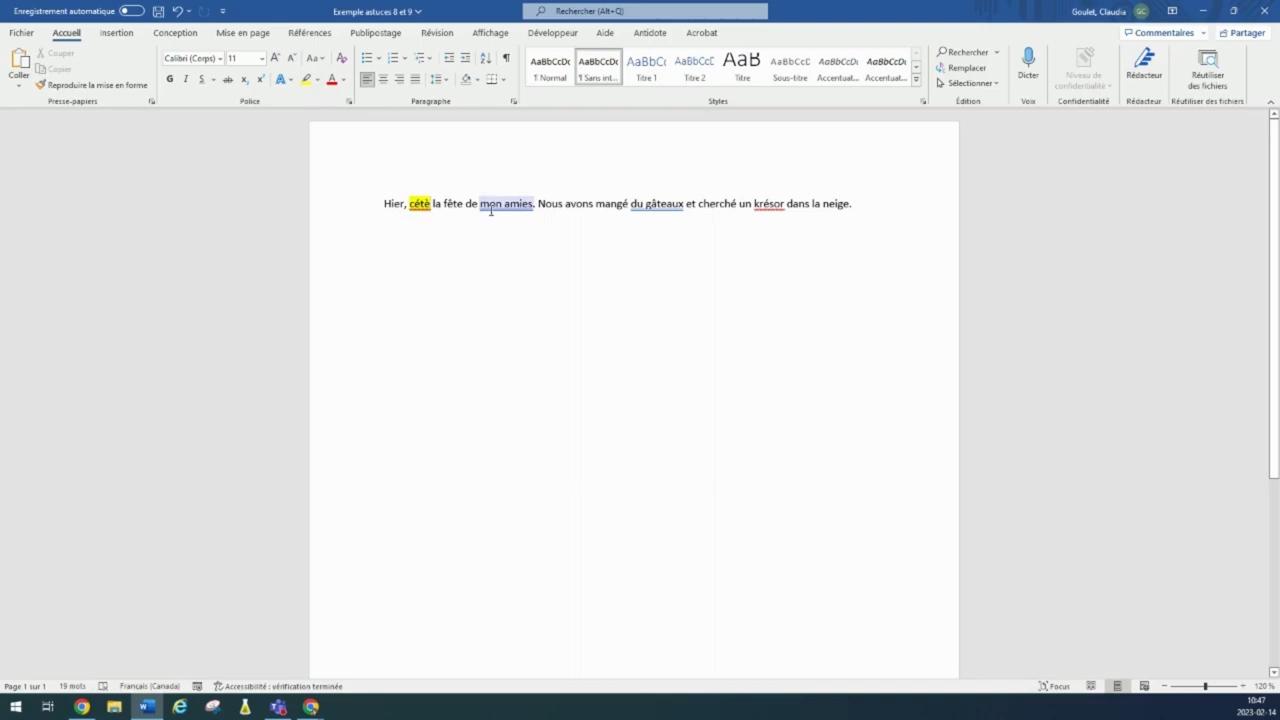 Enregistrement automatique
Exemple astuces 8 et 9
Rechercher (Alt+Q)
Goulet, Claudia
GC
Fichier Accueil Insertion Conception Mise en page Références Publipostage Révision Affichage Développeur Aide Antidote Acrobat
Commentaires
Partager
Coller
Couper
Copier
Reproduire la mise en forme
Presse-papiers
Calibri (Corps)
11
Police
Paragraphe
AaBbCcDc AaBbCcDc AaBbCc AaBbCcC AaB AaBbCcC AaBbCcDc AaBbCcDc
¶ Normal ¶ Sans int... Titre 1 Titre 2 Titre Sous-titre Accentuat... Accentuat...
Styles
Rechercher
Remplacer
Sélectionner
Édition
Dicter
Voix
Niveau de
confidentialité
Confidentialité
Rédacteur
Rédacteur
Réutiliser
des fichiers
Réutiliser des fichiers
Hier, cétè la fête de mon amies. Nous avons mangé du gâteaux et cherché un krésor dans la neige.
Page 1 sur 1 19 mots Français (Canada) Accessibilité : vérification terminée
Focus
120 %
10:47
2023-02-14